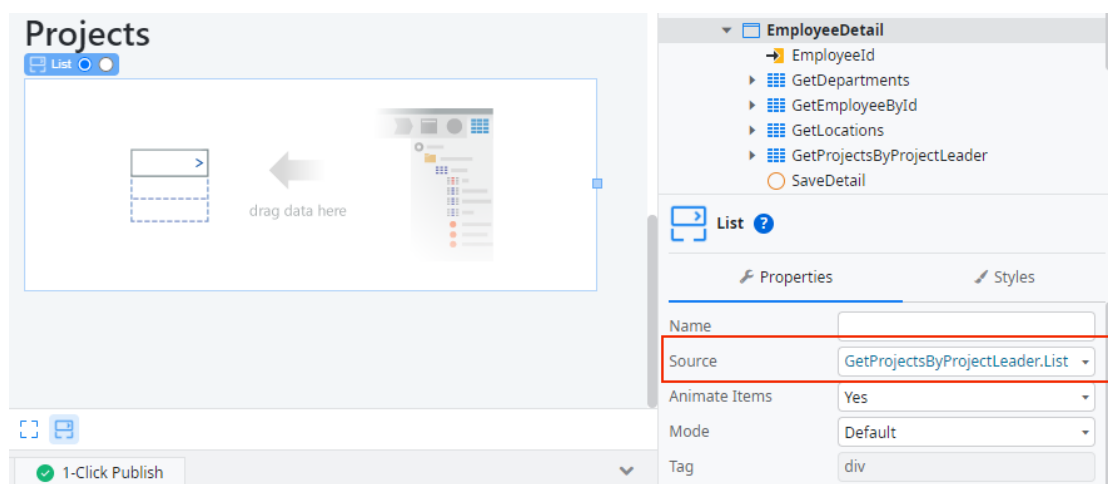 Projects
List
drag data here
1-Click Publish
EmployeeDetail
EmployeeId
GetDepartments
GetEmployeeById
GetLocations
GetProjectsByProjectLeader
SaveDetail
List ?
Properties Styles
Name
Source GetProjectsByProjectLeader.List
Animate Items Yes
Mode Default
Tag div